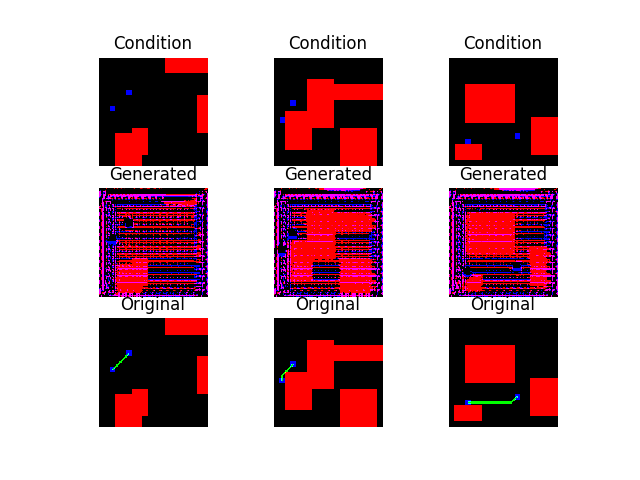 Condition Condition Condition
Generated Generated Generated
Original Original Original